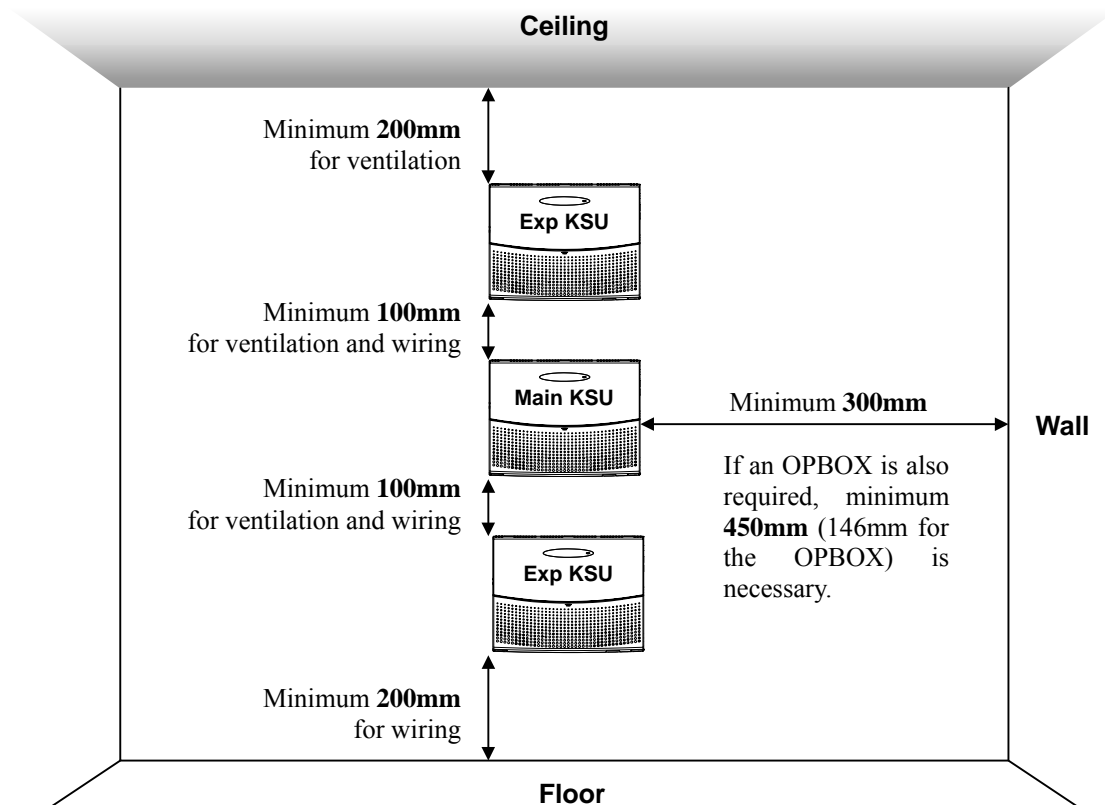 Ceiling
Minimum 200mm
for ventilation
Exp KSU
Minimum 100mm
for ventilation and wiring
Main KSU
Minimum 300mm
Wall
If an OPBOX is also
required, minimum
450mm (146mm for
the OPBOX) is
necessary.
Minimum 100mm
for ventilation and wiring
Exp KSU
Minimum 200mm
for wiring
Floor